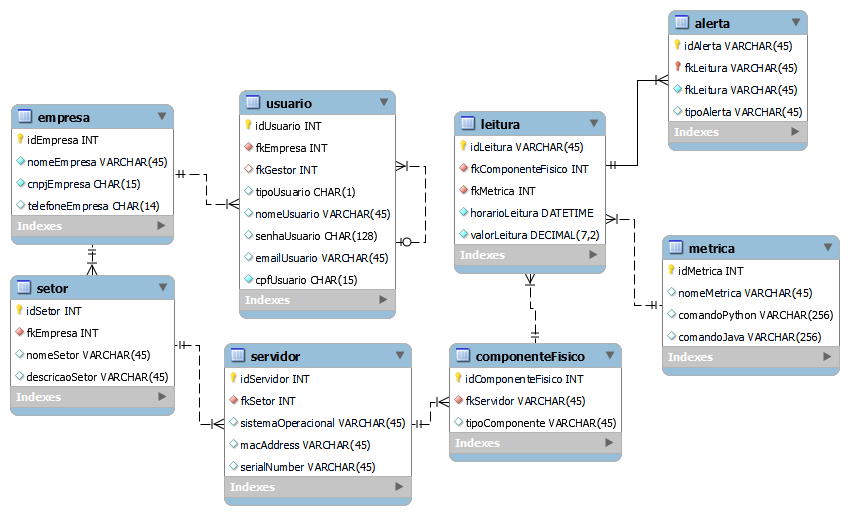 empresa
idEmpresa INT
nomeEmpresa VARCHAR(45)
cnpjEmpresa CHAR(15)
telefoneEmpresa CHAR(14)
Indexes
usuario
idUsuario INT
fkEmpresa INT
fkGestor INT
tipoUsuario CHAR(1)
nomeUsuario VARCHAR(45)
senhaUsuario CHAR(128)
emailUsuario VARCHAR(45)
cpfUsuario CHAR(15)
Indexes
leitura
idLeitura VARCHAR(45)
fkComponenteFisico INT
fkMetrica INT
horarioLeitura DATETIME
valorLeitura DECIMAL(7,2)
Indexes
alerta
idAlerta VARCHAR(45)
fkLeitura VARCHAR(45)
fkLeitura VARCHAR(45)
tipoAlerta VARCHAR(45)
Indexes
metrica
idMetrica INT
nomeMetrica VARCHAR(45)
comandoPython VARCHAR(256)
comandoJava VARCHAR(256)
Indexes
setor
idSetor INT
fkEmpresa INT
nomeSetor VARCHAR(45)
descricaoSetor VARCHAR(45)
Indexes
servidor
idServidor INT
fkSetor INT
sistemaOperacional VARCHAR(45)
macAddress VARCHAR(45)
serialNumber VARCHAR(45)
Indexes
componenteFisico
idComponenteFisico INT
fkServidor VARCHAR(45)
tipoComponente VARCHAR(45)
Indexes